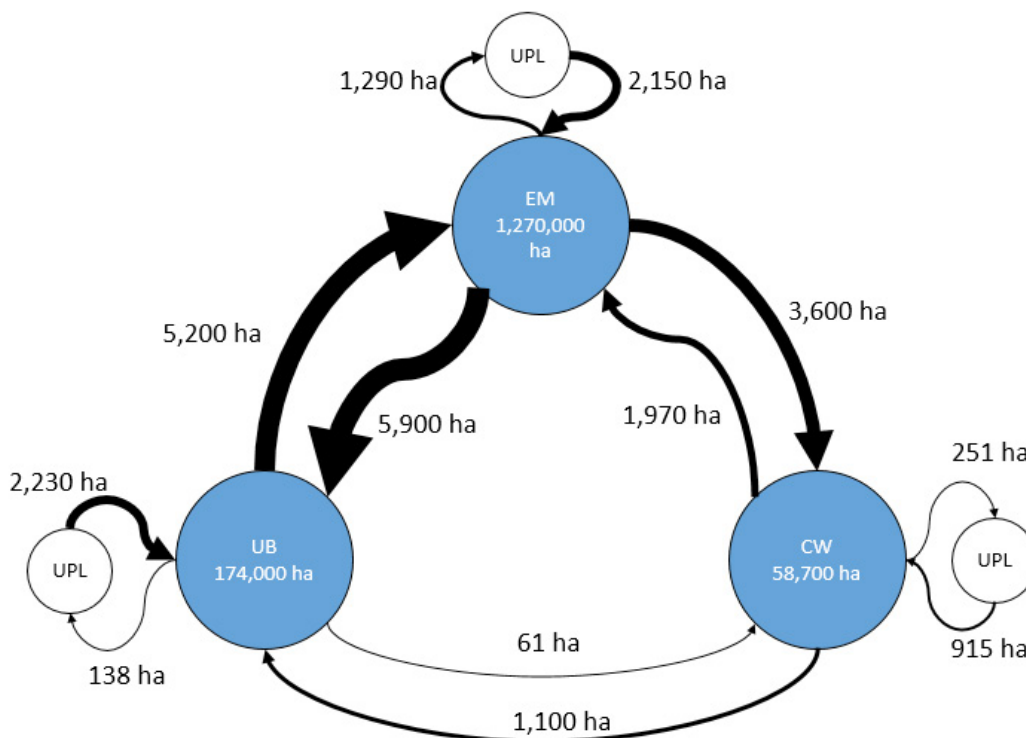 UPL
1,290 ha
2,150 ha
EM
1,270,000
ha
5,200 ha
3,600 ha
5,900 ha
1,970 ha
2,230 ha
251 ha
UPL
UB
174,000 ha
CW
58,700 ha
UPL
138 ha
61 ha
915 ha
1,100 ha